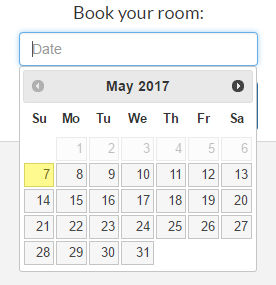 Book your room:
Date
May 2017
Su Mo Tu We Th Fr Sa
1 2 3 4 5 6
7 8 9 10 11 12 13
14 15 16 17 18 19 20
21 22 23 24 25 26 27
28 29 30 31